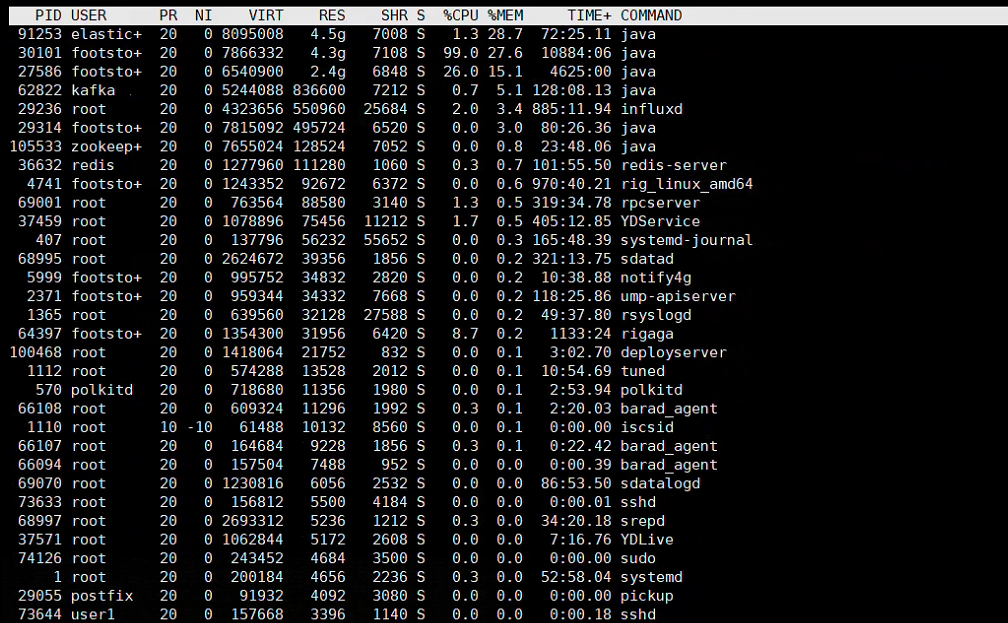 PID USER PR NI VIRT RES SHR S %CPU %MEM TIME+ COMMAND
91253 elastic+ 20 0 8095008 4.5g 7008 S 1.3 28.7 72:25.11 java
30101 footsto+ 20 0 7866332 4.3g 7108 S 99.0 27.6 10884:06 java
27586 footsto+ 20 0 6540900 2.4g 6848 S 26.0 15.1 4625:00 java
62822 kafka 20 0 5244088 836600 7212 S 0.7 5.1 128:08.13 java
29236 root 20 0 4323656 550960 25684 S 2.0 3.4 885:11.94 influxd
29314 footsto+ 20 0 7815092 495724 6520 S 0.0 3.0 80:26.36 java
105533 zookeep+ 20 0 7655024 128524 7052 S 0.0 0.8 23:48.06 java
36632 redis 20 0 1277960 111280 1060 S 0.3 0.7 101:55.50 redis-server
4741 footsto+ 20 0 1243352 92672 6372 S 0.0 0.6 970:40.21 rig_linux_amd64
69001 root 20 0 763564 88580 3140 S 1.3 0.5 319:34.78 rpcserver
37459 root 20 0 1078896 75456 11212 S 1.7 0.5 405:12.85 YDService
407 root 20 0 137796 56232 55652 S 0.0 0.3 165:48.39 systemd-journal
68995 root 20 0 2624672 39356 1856 S 0.0 0.2 321:13.75 sdatad
5999 footsto+ 20 0 995752 34832 2820 S 0.0 0.2 10:38.88 notify4g
2371 footsto+ 20 0 959344 34332 7668 S 0.0 0.2 118:25.86 ump-apiserver
1365 root 20 0 639560 32128 27588 S 0.0 0.2 49:37.80 rsyslogd
64397 footsto+ 20 0 1354300 31956 6420 S 8.7 0.2 1133:24 rigaga
100468 root 20 0 1418064 21752 832 S 0.0 0.1 3:02.70 deployserver
1112 root 20 0 574288 13528 2012 S 0.0 0.1 10:54.69 tuned
570 polkitd 20 0 718680 11356 1980 S 0.0 0.1 2:53.94 polkitd
66108 root 20 0 609324 11296 1992 S 0.3 0.1 2:20.03 barad_agent
1110 root 10 -10 61488 10132 8560 S 0.0 0.1 0:00.00 iscsid
66107 root 20 0 164684 9228 1856 S 0.3 0.1 0:22.42 barad_agent
66094 root 20 0 157504 7488 952 S 0.0 0.0 0:00.39 barad_agent
69070 root 20 0 1230816 6056 2532 S 0.0 0.0 86:53.50 sdatalogd
73633 root 20 0 156812 5500 4184 S 0.0 0.0 0:00.01 sshd
68997 root 20 0 2693312 5236 1212 S 0.3 0.0 34:20.18 srepd
37571 root 20 0 1062844 5172 2608 S 0.0 0.0 7:16.76 YDLive
74126 root 20 0 243452 4684 3500 S 0.0 0.0 0:00.00 sudo
1 root 20 0 200184 4656 2236 S 0.3 0.0 52:58.04 systemd
29055 postfix 20 0 91932 4092 3080 S 0.0 0.0 0:00.00 pickup
73644 user1 20 0 157668 3396 1140 S 0.0 0.0 0:00.18 sshd